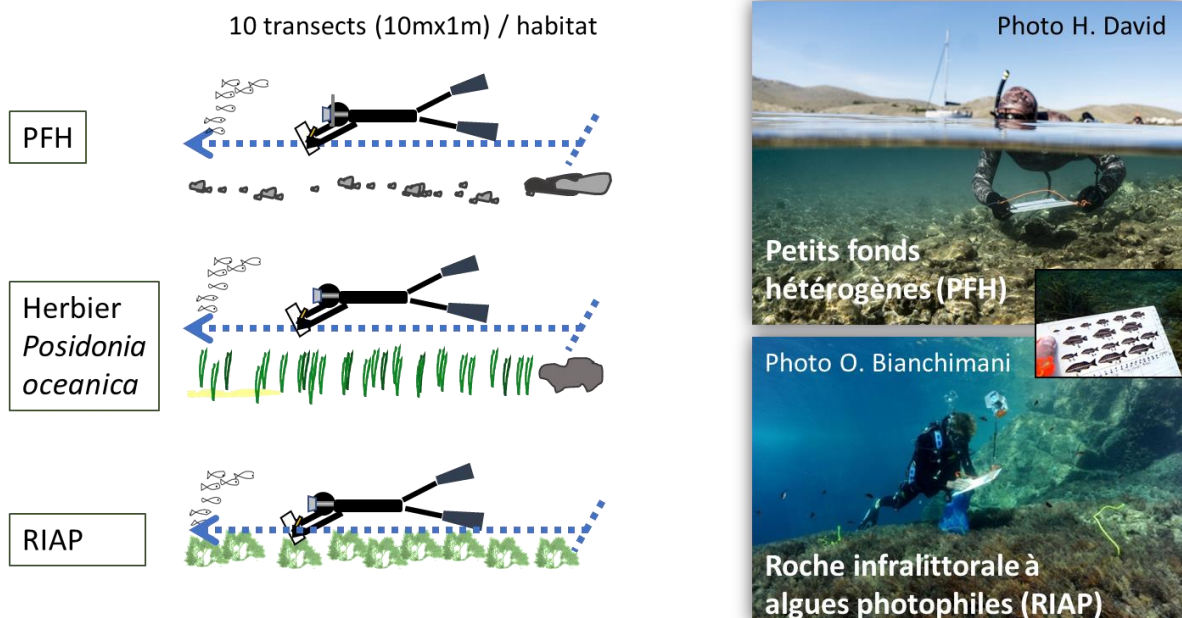 10 transects (10mx1m) / habitat
PFH
Herbier
Posidonia
oceanica
RIAP
Photo H. David
Petits fonds
hétérogènes (PFH)
Photo O. Bianchimani
Roche infralittorale à
algues photophiles (RIAP)